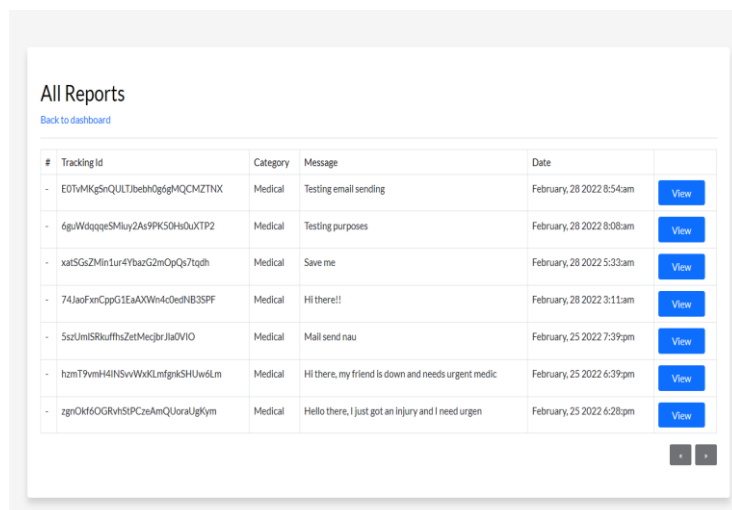 All Reports
Back to dashboard
# Tracking Id Category Message Date
- E0TvMKgSnQULTJbebh0g6gMQCMZTNX Medical Testing email sending February, 28 2022 8:54:am View
- 6guWdqqqeSMiuy2As9PK50Hs0uXTP2 Medical Testing purposes February, 28 2022 8:08:am View
- xatSGsZMin1ur4YbazG2mOpQs7tqdh Medical Save me February, 28 2022 5:33:am View
- 74JaoFxnCppG1EaAXWn4c0edNB3SPF Medical Hi there!! February, 28 2022 3:11:am View
- 5szUmISRkuffhsZetMecjbrJIa0VIO Medical Mail send nau February, 25 2022 7:39:pm View
- hzmT9vmH4INSvvWxKLmfgnkSHUw6Lm Medical Hi there, my friend is down and needs urgent medic February, 25 2022 6:39:pm View
- zgnOkf6OGRvhStPCzeAmQUoraUgKym Medical Hello there, I just got an injury and I need urgen February, 25 2022 6:28:pm View
« »